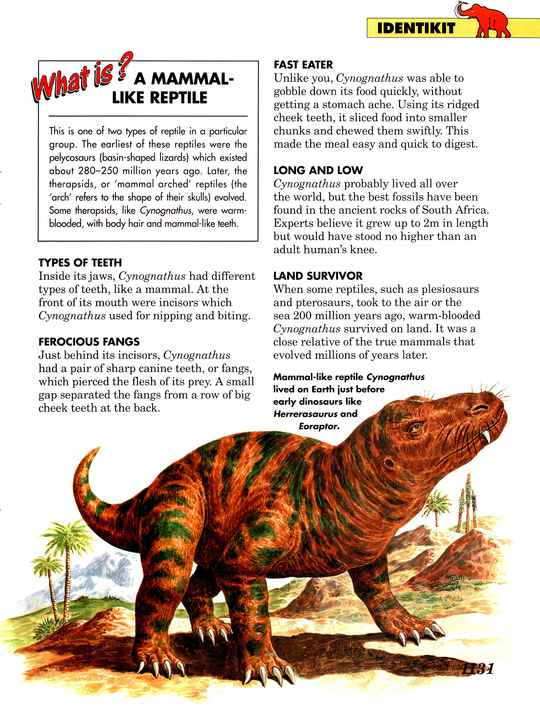 IDENTIKIT
What is?
A MAMMAL-
LIKE REPTILE
This is one of two types of reptile in a particular
group. The earliest of these reptiles were the
pelycosaurs (basin-shaped lizards) which existed
about 280–250 million years ago. Later, the
therapsids, or ‘mammal arched’ reptiles (the
‘arch’ refers to the shape of their skulls) evolved.
Some therapsids, like Cynognathus, were warm-
blooded, with body hair and mammal-like teeth.
TYPES OF TEETH
Inside its jaws, Cynognathus had different
types of teeth, like a mammal. At the
front of its mouth were incisors which
Cynognathus used for nipping and biting.
FEROCIOUS FANGS
Just behind its incisors, Cynognathus
had a pair of sharp canine teeth, or fangs,
which pierced the flesh of its prey. A small
gap separated the fangs from a row of big
cheek teeth at the back.
FAST EATER
Unlike you, Cynognathus was able to
gobble down its food quickly, without
getting a stomach ache. Using its ridged
cheek teeth, it sliced food into smaller
chunks and chewed them swiftly. This
made the meal easy and quick to digest.
LONG AND LOW
Cynognathus probably lived all over
the world, but the best fossils have been
found in the ancient rocks of South Africa.
Experts believe it grew up to 2m in length
but would have stood no higher than an
adult human’s knee.
LAND SURVIVOR
When some reptiles, such as plesiosaurs
and pterosaurs, took to the air or the
sea 200 million years ago, warm-blooded
Cynognathus survived on land. It was a
close relative of the true mammals that
evolved millions of years later.
Mammal-like reptile Cynognathus
lived on Earth just before
early dinosaurs like
Herrerasaurus and
Eoraptor.
1131